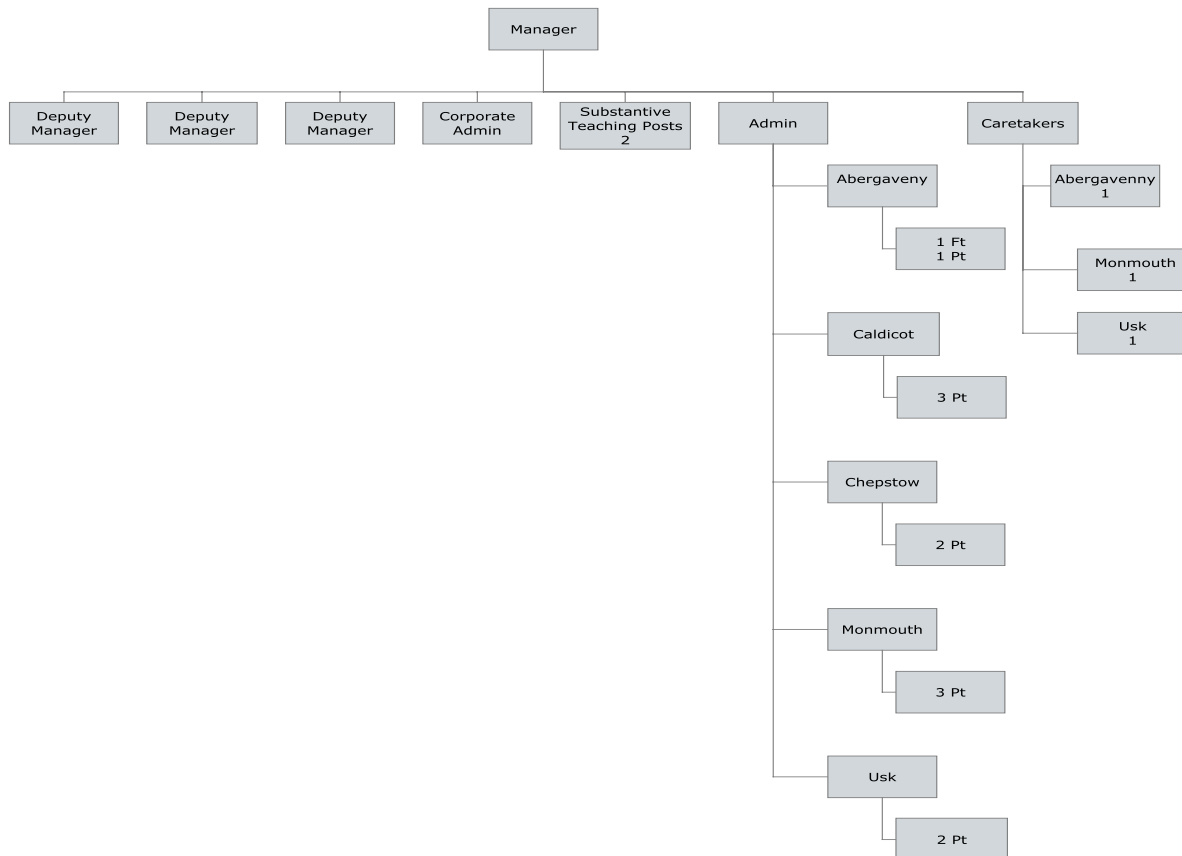 Manager
Deputy
Manager
Deputy
Manager
Deputy
Manager
Corporate
Admin
Substantive
Teaching Posts
2
Admin
Caretakers
Abergaveny
1 Ft
1 Pt
Caldicot
3 Pt
Chepstow
2 Pt
Monmouth
3 Pt
Usk
2 Pt
Abergavenny
1
Monmouth
1
Usk
1